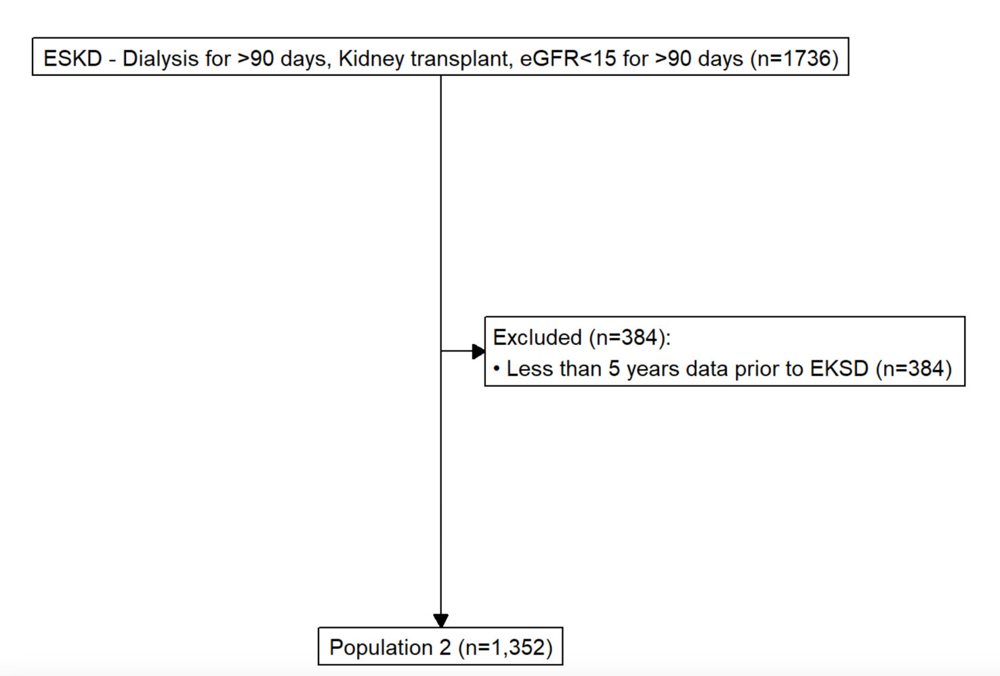 ESKD - Dialysis for >90 days, Kidney transplant, eGFR<15 for >90 days (n=1736)
Excluded (n=384):
• Less than 5 years data prior to EKSD (n=384)
Population 2 (n=1,352)